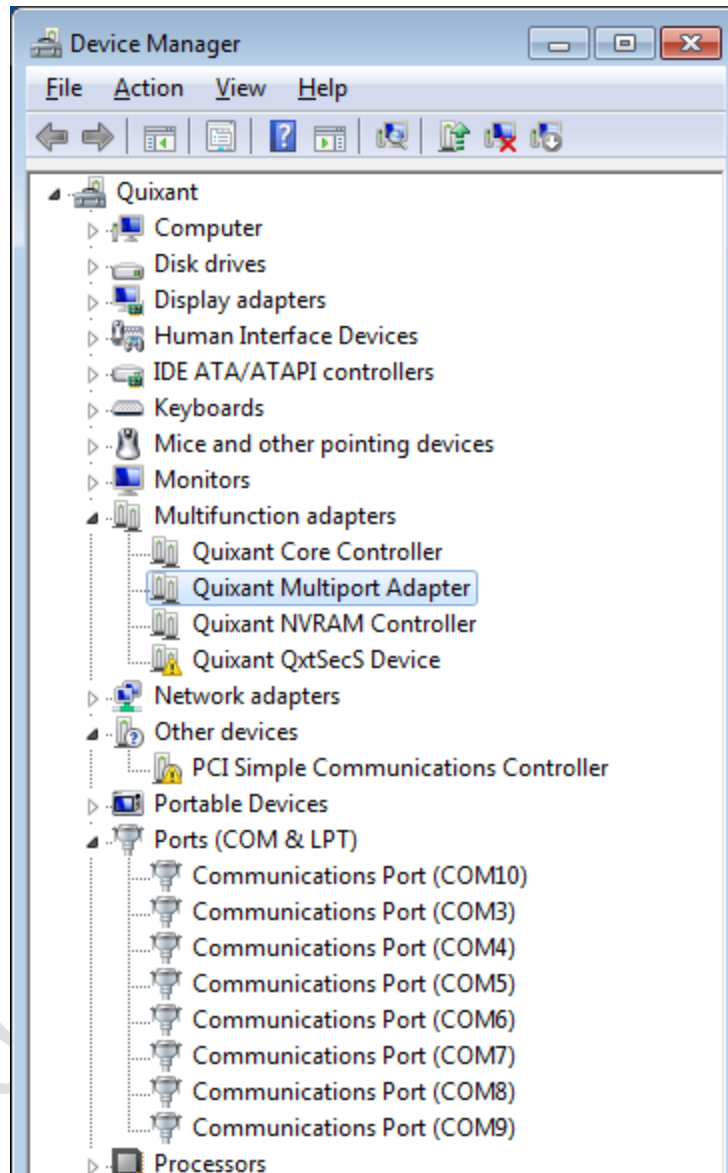 Device Manager
File Action View Help
Quixant
Computer
Disk drives
Display adapters
Human Interface Devices
IDE ATA/ATAPI controllers
Keyboards
Mice and other pointing devices
Monitors
Multifunction adapters
Quixant Core Controller
Quixant Multiport Adapter
Quixant NVRAM Controller
Quixant QxtSecS Device
Network adapters
Other devices
PCI Simple Communications Controller
Portable Devices
Ports (COM & LPT)
Communications Port (COM10)
Communications Port (COM3)
Communications Port (COM4)
Communications Port (COM5)
Communications Port (COM6)
Communications Port (COM7)
Communications Port (COM8)
Communications Port (COM9)
Processors